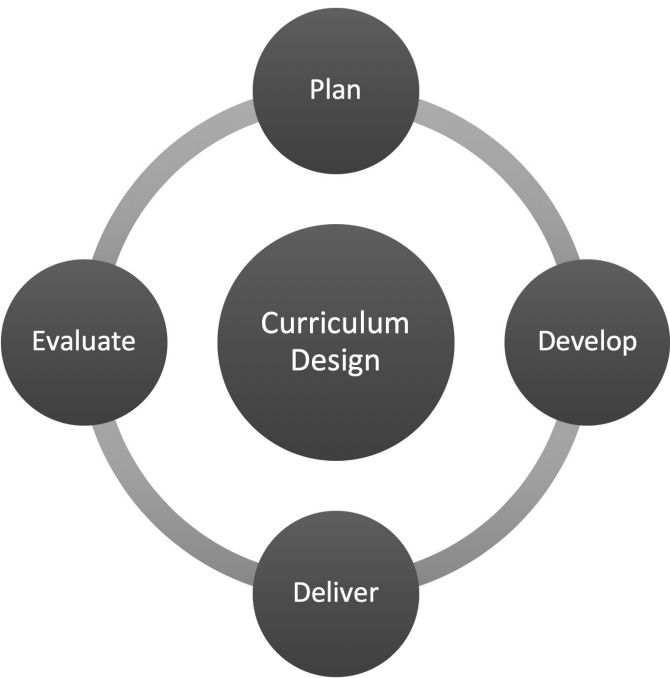 Plan
Evaluate
Curriculum
Design
Develop
Deliver